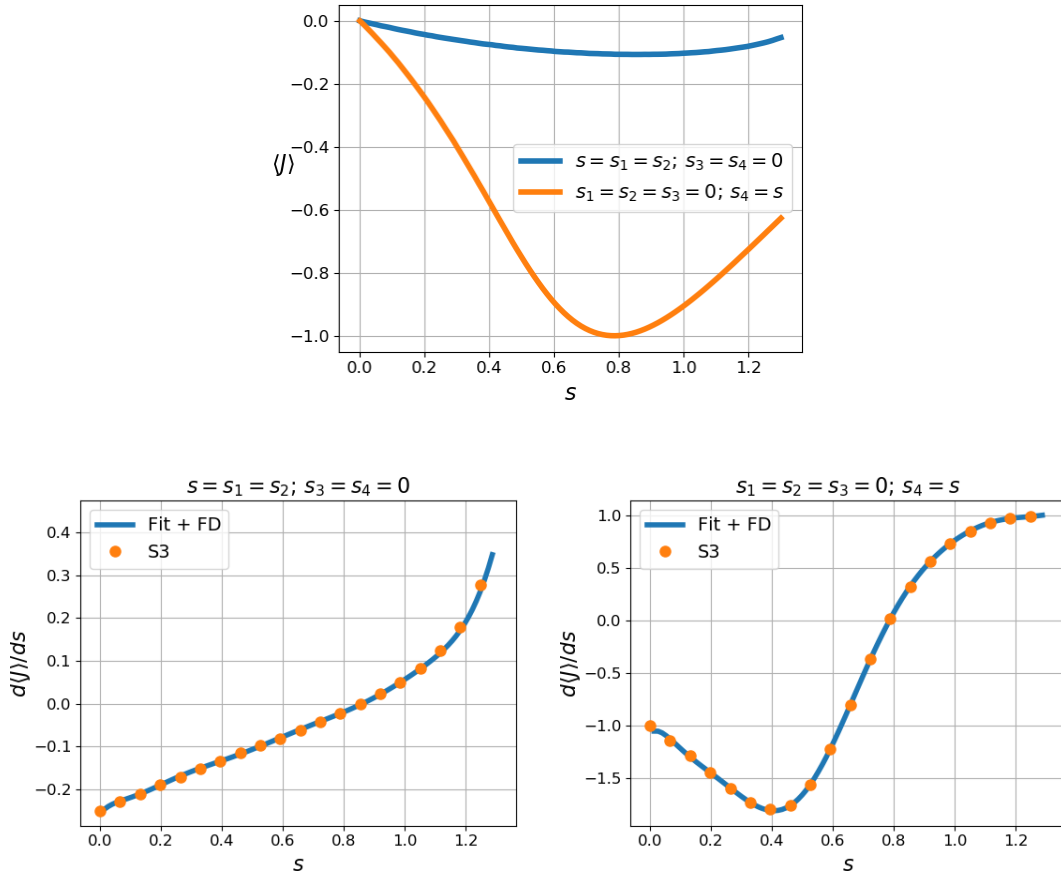 0.0
−0.2
−0.4
−0.6
−0.8
−1.0
⟨J⟩
s = s₁ = s₂; s₃ = s₄ = 0
s₁ = s₂ = s₃ = 0; s₄ = s
0.0 0.2 0.4 0.6 0.8 1.0 1.2
s
s = s₁ = s₂; s₃ = s₄ = 0
Fit + FD
S3
0.4
0.3
0.2
0.1
0.0
−0.1
−0.2
d⟨J⟩/ds
0.0 0.2 0.4 0.6 0.8 1.0 1.2
s
s₁ = s₂ = s₃ = 0; s₄ = s
Fit + FD
S3
1.0
0.5
0.0
−0.5
−1.0
−1.5
d⟨J⟩/ds
0.0 0.2 0.4 0.6 0.8 1.0 1.2
s